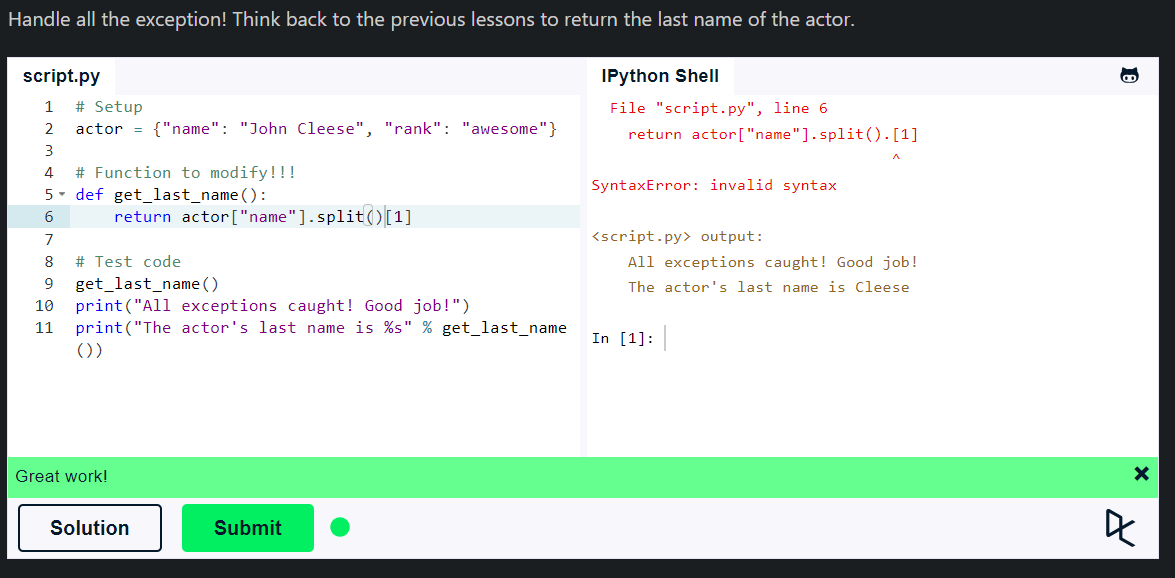 Handle all the exception! Think back to the previous lessons to return the last name of the actor.
script.py
1 # Setup
2 actor = {"name": "John Cleese", "rank": "awesome"}
3
4 # Function to modify!!!
5 def get_last_name():
6     return actor["name"].split()[1]
7
8 # Test code
9 get_last_name()
10 print("All exceptions caught! Good job!")
11 print("The actor's last name is %s" % get_last_name
())
IPython Shell
File "script.py", line 6
return actor["name"].split().[1]
^
SyntaxError: invalid syntax
<script.py> output:
All exceptions caught! Good job!
The actor's last name is Cleese
In [1]:
Great work!
Solution
Submit